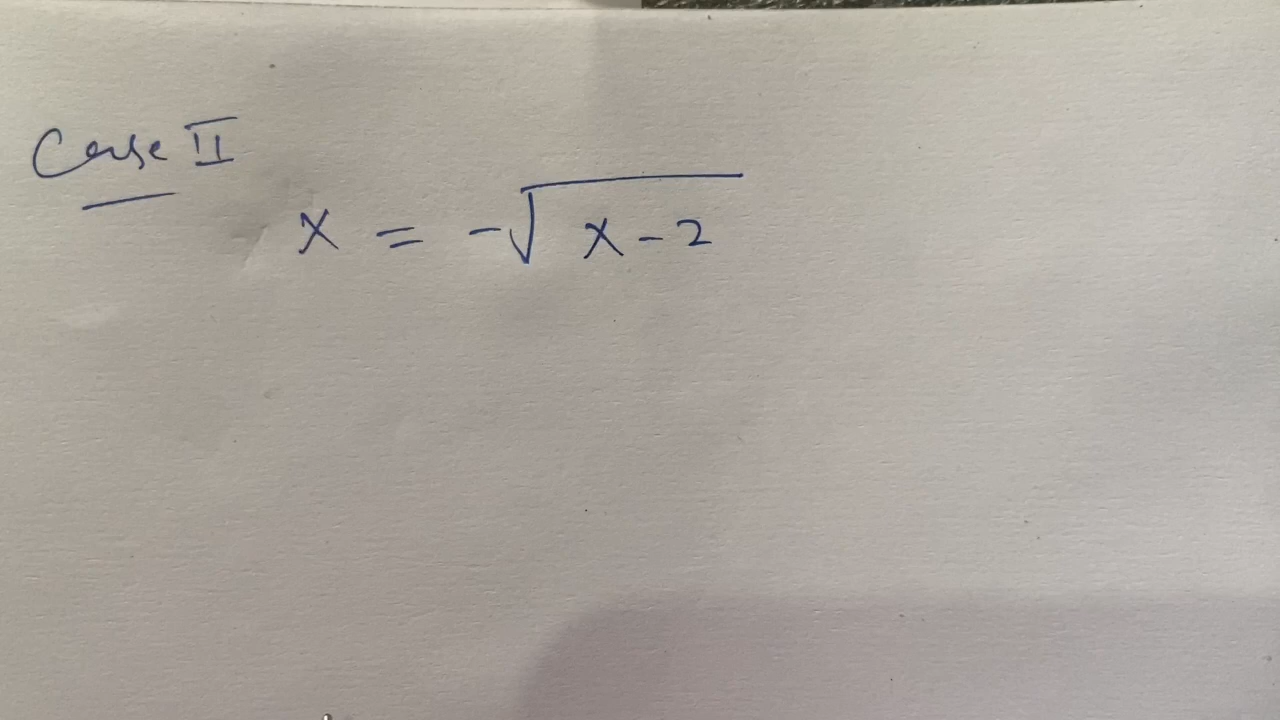 Case II
x = -√(x-2)